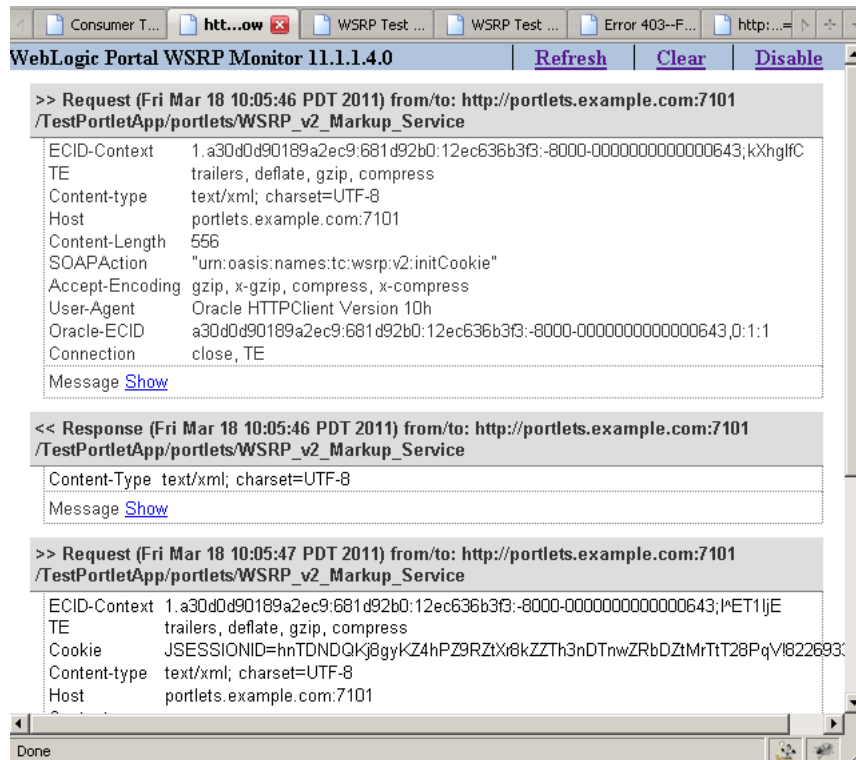 Consumer T... htt...ow WSRP Test ... WSRP Test ... Error 403--F... http:...=
WebLogic Portal WSRP Monitor 11.1.1.4.0 Refresh Clear Disable
>> Request (Fri Mar 18 10:05:46 PDT 2011) from/to: http://portlets.example.com:7101
/TestPortletApp/portlets/WSRP_v2_Markup_Service
ECID-Context 1.a30d0d90189a2ec9:681d92b0:12ec636b3f3:-8000-0000000000000643;kXhgIfC
TE trailers, deflate, gzip, compress
Content-type text/xml; charset=UTF-8
Host portlets.example.com:7101
Content-Length 556
SOAPAction "urn:oasis:names:tc:wsrp:v2:initCookie"
Accept-Encoding gzip, x-gzip, compress, x-compress
User-Agent Oracle HTTPClient Version 10h
Oracle-ECID a30d0d90189a2ec9:681d92b0:12ec636b3f3:-8000-0000000000000643,0:1:1
Connection close, TE
Message Show
<< Response (Fri Mar 18 10:05:46 PDT 2011) from/to: http://portlets.example.com:7101
/TestPortletApp/portlets/WSRP_v2_Markup_Service
Content-Type text/xml; charset=UTF-8
Message Show
>> Request (Fri Mar 18 10:05:47 PDT 2011) from/to: http://portlets.example.com:7101
/TestPortletApp/portlets/WSRP_v2_Markup_Service
ECID-Context 1.a30d0d90189a2ec9:681d92b0:12ec636b3f3:-8000-0000000000000643;l^ET1IjE
TE trailers, deflate, gzip, compress
Cookie JSESSIONID=hnTDNDQKj8gyKZ4hPZ9RZtXr8kZZTh3nDTnwZRbDZtMrTtT28PqV!822693
Content-type text/xml; charset=UTF-8
Host portlets.example.com:7101
Done